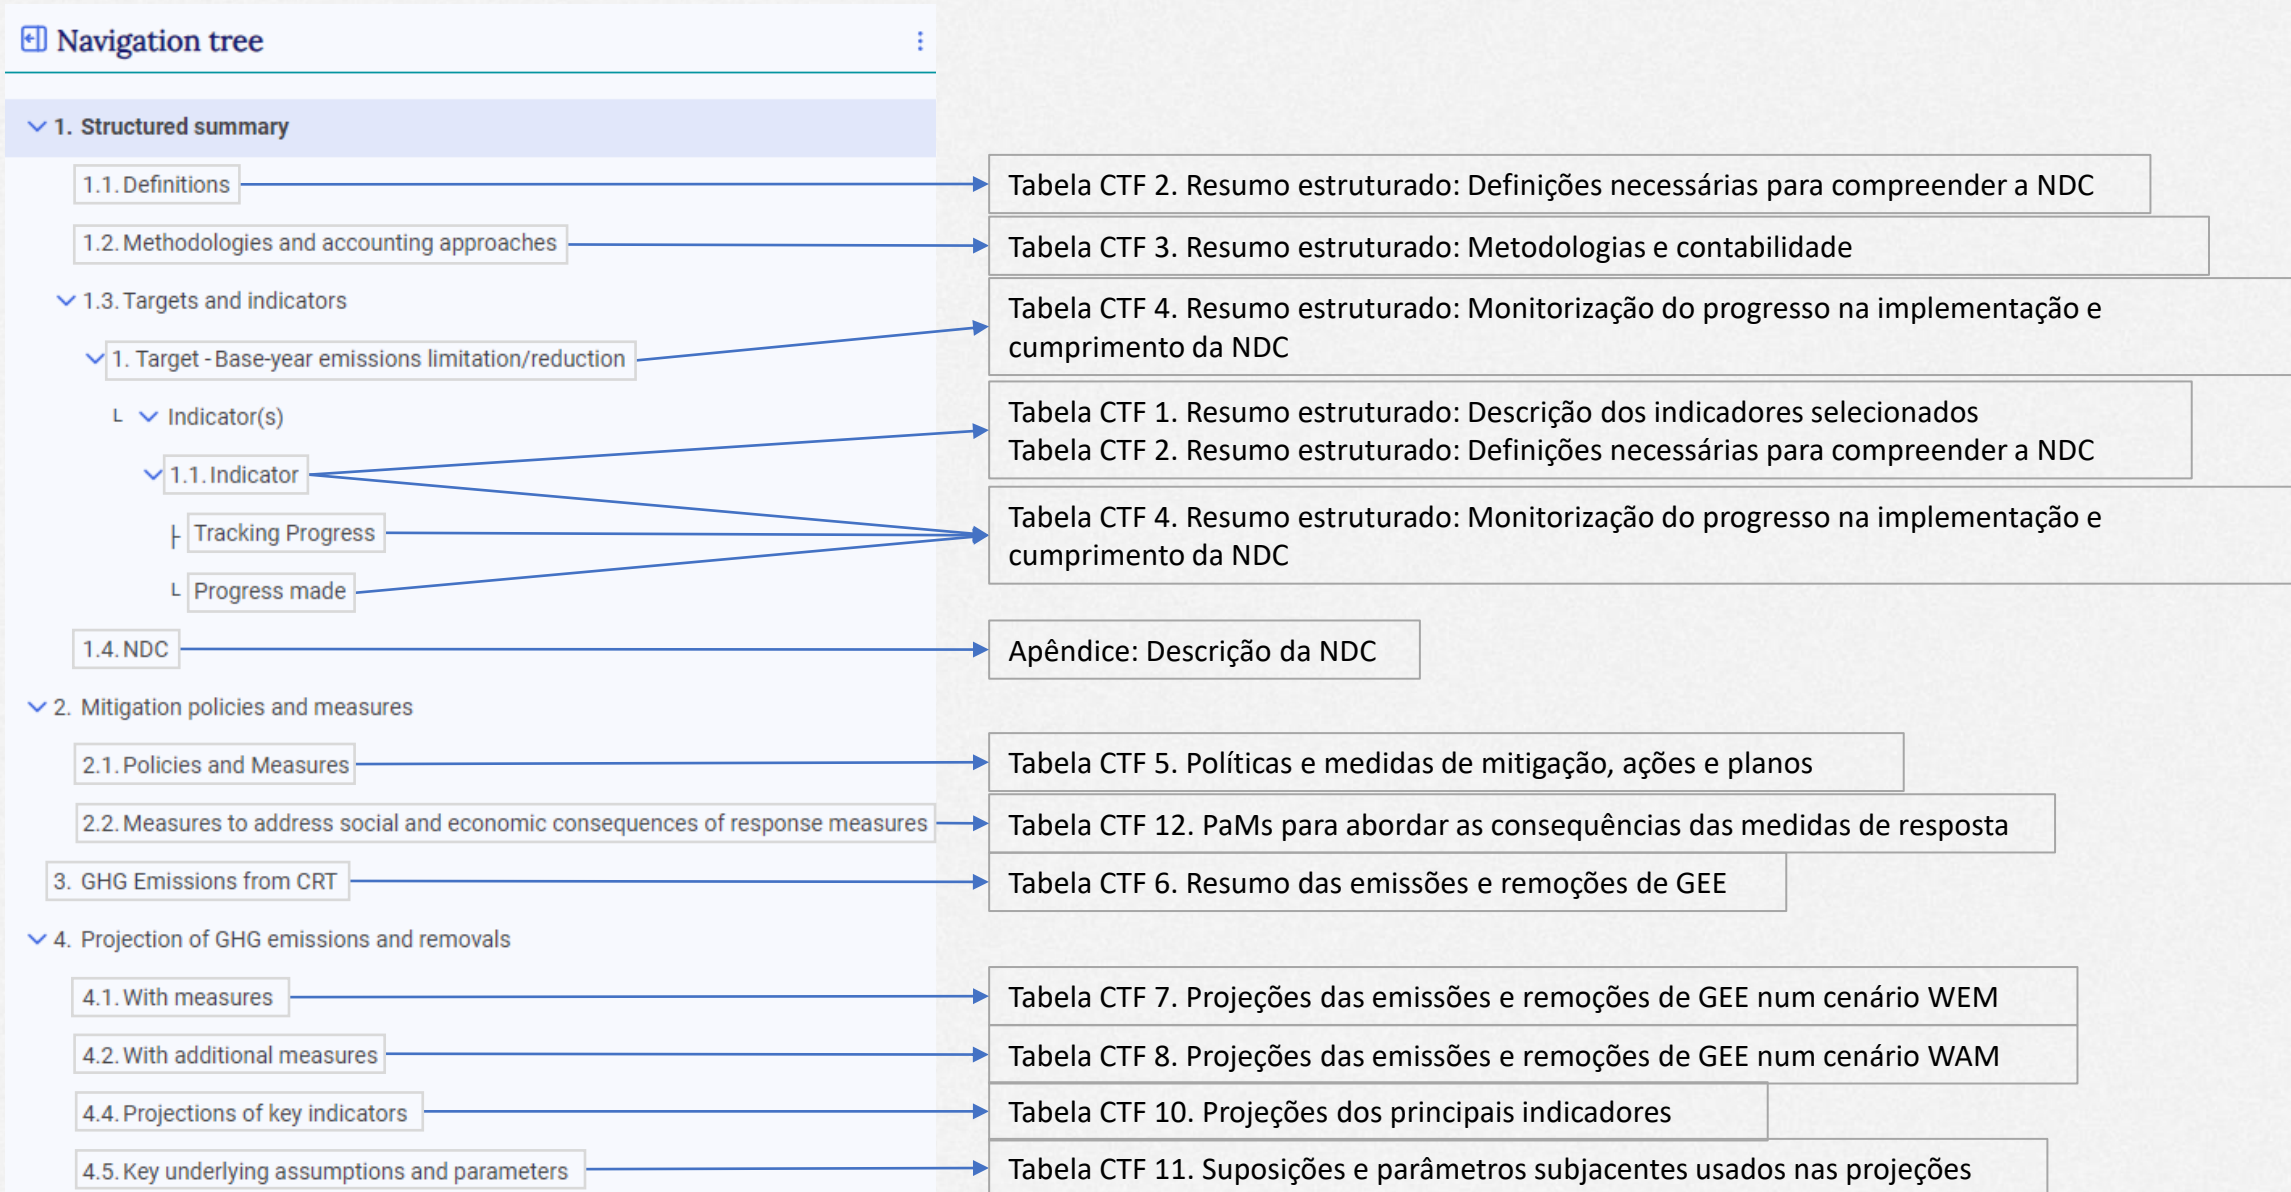 Navigation tree
1. Structured summary
1.1. Definitions
Tabela CTF 2. Resumo estruturado: Definições necessárias para compreender a NDC
1.2. Methodologies and accounting approaches
Tabela CTF 3. Resumo estruturado: Metodologias e contabilidade
1.3. Targets and indicators
Tabela CTF 4. Resumo estruturado: Monitorização do progresso na implementação e
cumprimento da NDC
1. Target - Base-year emissions limitation/reduction
Indicator(s)
Tabela CTF 1. Resumo estruturado: Descrição dos indicadores selecionados
Tabela CTF 2. Resumo estruturado: Definições necessárias para compreender a NDC
1.1. Indicator
Tracking Progress
Tabela CTF 4. Resumo estruturado: Monitorização do progresso na implementação e
cumprimento da NDC
Progress made
1.4. NDC
Apêndice: Descrição da NDC
2. Mitigation policies and measures
2.1. Policies and Measures
Tabela CTF 5. Políticas e medidas de mitigação, ações e planos
2.2. Measures to address social and economic consequences of response measures
Tabela CTF 12. PaMs para abordar as consequências das medidas de resposta
3. GHG Emissions from CRT
Tabela CTF 6. Resumo das emissões e remoções de GEE
4. Projection of GHG emissions and removals
4.1. With measures
Tabela CTF 7. Projeções das emissões e remoções de GEE num cenário WEM
4.2. With additional measures
Tabela CTF 8. Projeções das emissões e remoções de GEE num cenário WAM
4.4. Projections of key indicators
Tabela CTF 10. Projeções dos principais indicadores
4.5. Key underlying assumptions and parameters
Tabela CTF 11. Suposições e parâmetros subjacentes usados nas projeções